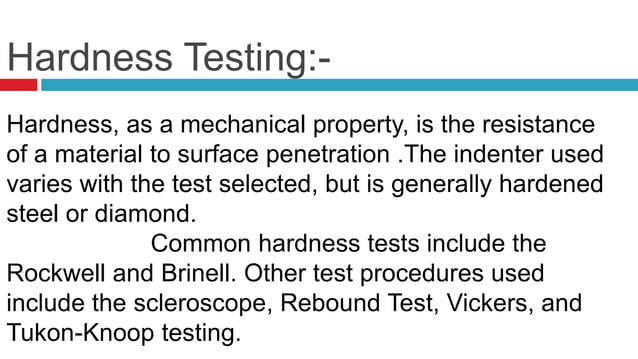 Hardness Testing:-
Hardness, as a mechanical property, is the resistance
of a material to surface penetration .The indenter used
varies with the test selected, but is generally hardened
steel or diamond.
Common hardness tests include the
Rockwell and Brinell. Other test procedures used
include the scleroscope, Rebound Test, Vickers, and
Tukon-Knoop testing.